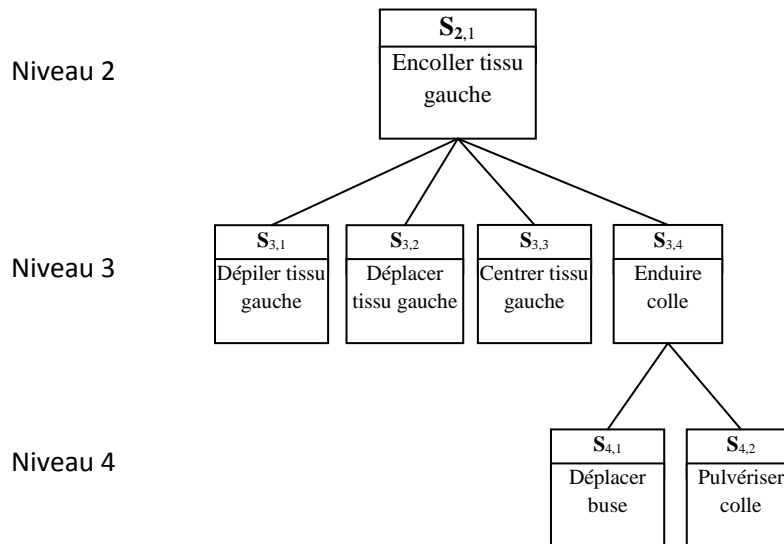 Niveau 2
S2,1
Encoller tissu
gauche
Niveau 3
S3,1
Dépiler tissu
gauche
S3,2
Déplacer
tissu gauche
S3,3
Centrer tissu
gauche
S3,4
Enduire
colle
Niveau 4
S4,1
Déplacer
buse
S4,2
Pulvériser
colle